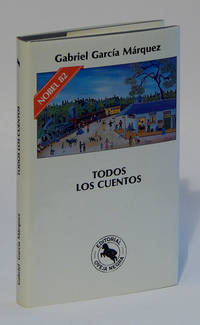 Gabriel García Márquez
NOBEL 82
TODOS
LOS CUENTOS
EDITORIAL
OVEJA NEGRA
TODOS LOS CUENTOS
Gabriel García Márquez